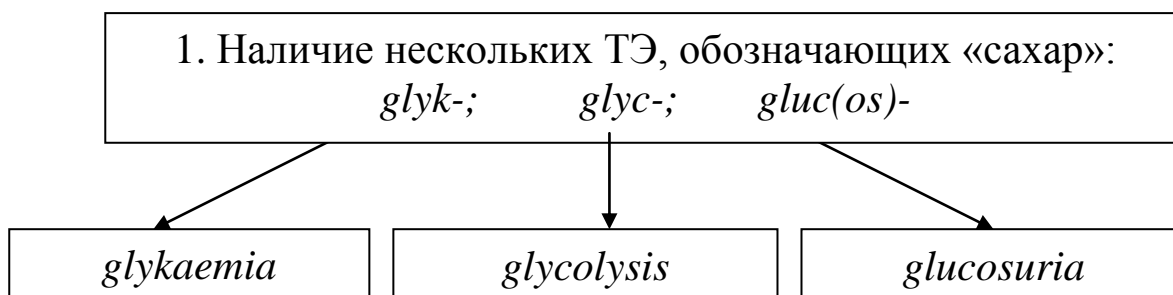 1. Наличие нескольких ТЭ, обозначающих «сахар»:
glyk-; glyc-; gluc(os)-
glykaemia glycolysis glucosuria